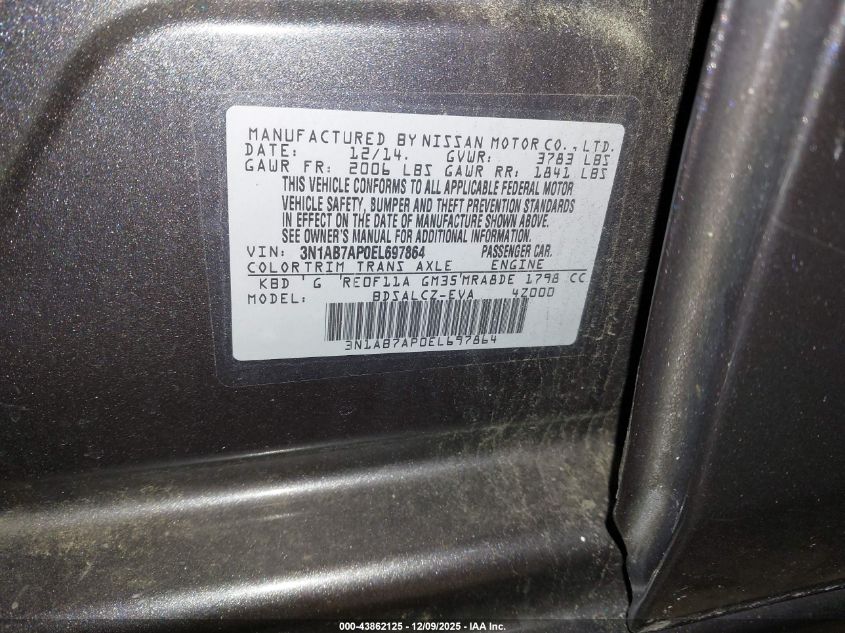 MANUFACTURED BY NISSAN MOTOR CO., LTD.
DATE: 12/14. GVWR: 3783 LBS
GAWR FR: 2006 LBS GAWR RR: 1841 LBS
THIS VEHICLE CONFORMS TO ALL APPLICABLE FEDERAL MOTOR
VEHICLE SAFETY, BUMPER AND THEFT PREVENTION STANDARDS
IN EFFECT ON THE DATE OF MANUFACTURE SHOWN ABOVE.
SEE OWNER'S MANUAL FOR ADDITIONAL INFORMATION.
VIN: 3N1AB7AP0EL697864 PASSENGER CAR.
COLORTRIM TRANS AXLE ENGINE
KBD 'G 'RE0F11A GM35'MRA8DE 1798 CC
MODEL: BDSALCZ-EVA 4Z000
3N1AB7AP0EL697864
000-43862125 - 12/09/2025 - IAA Inc.